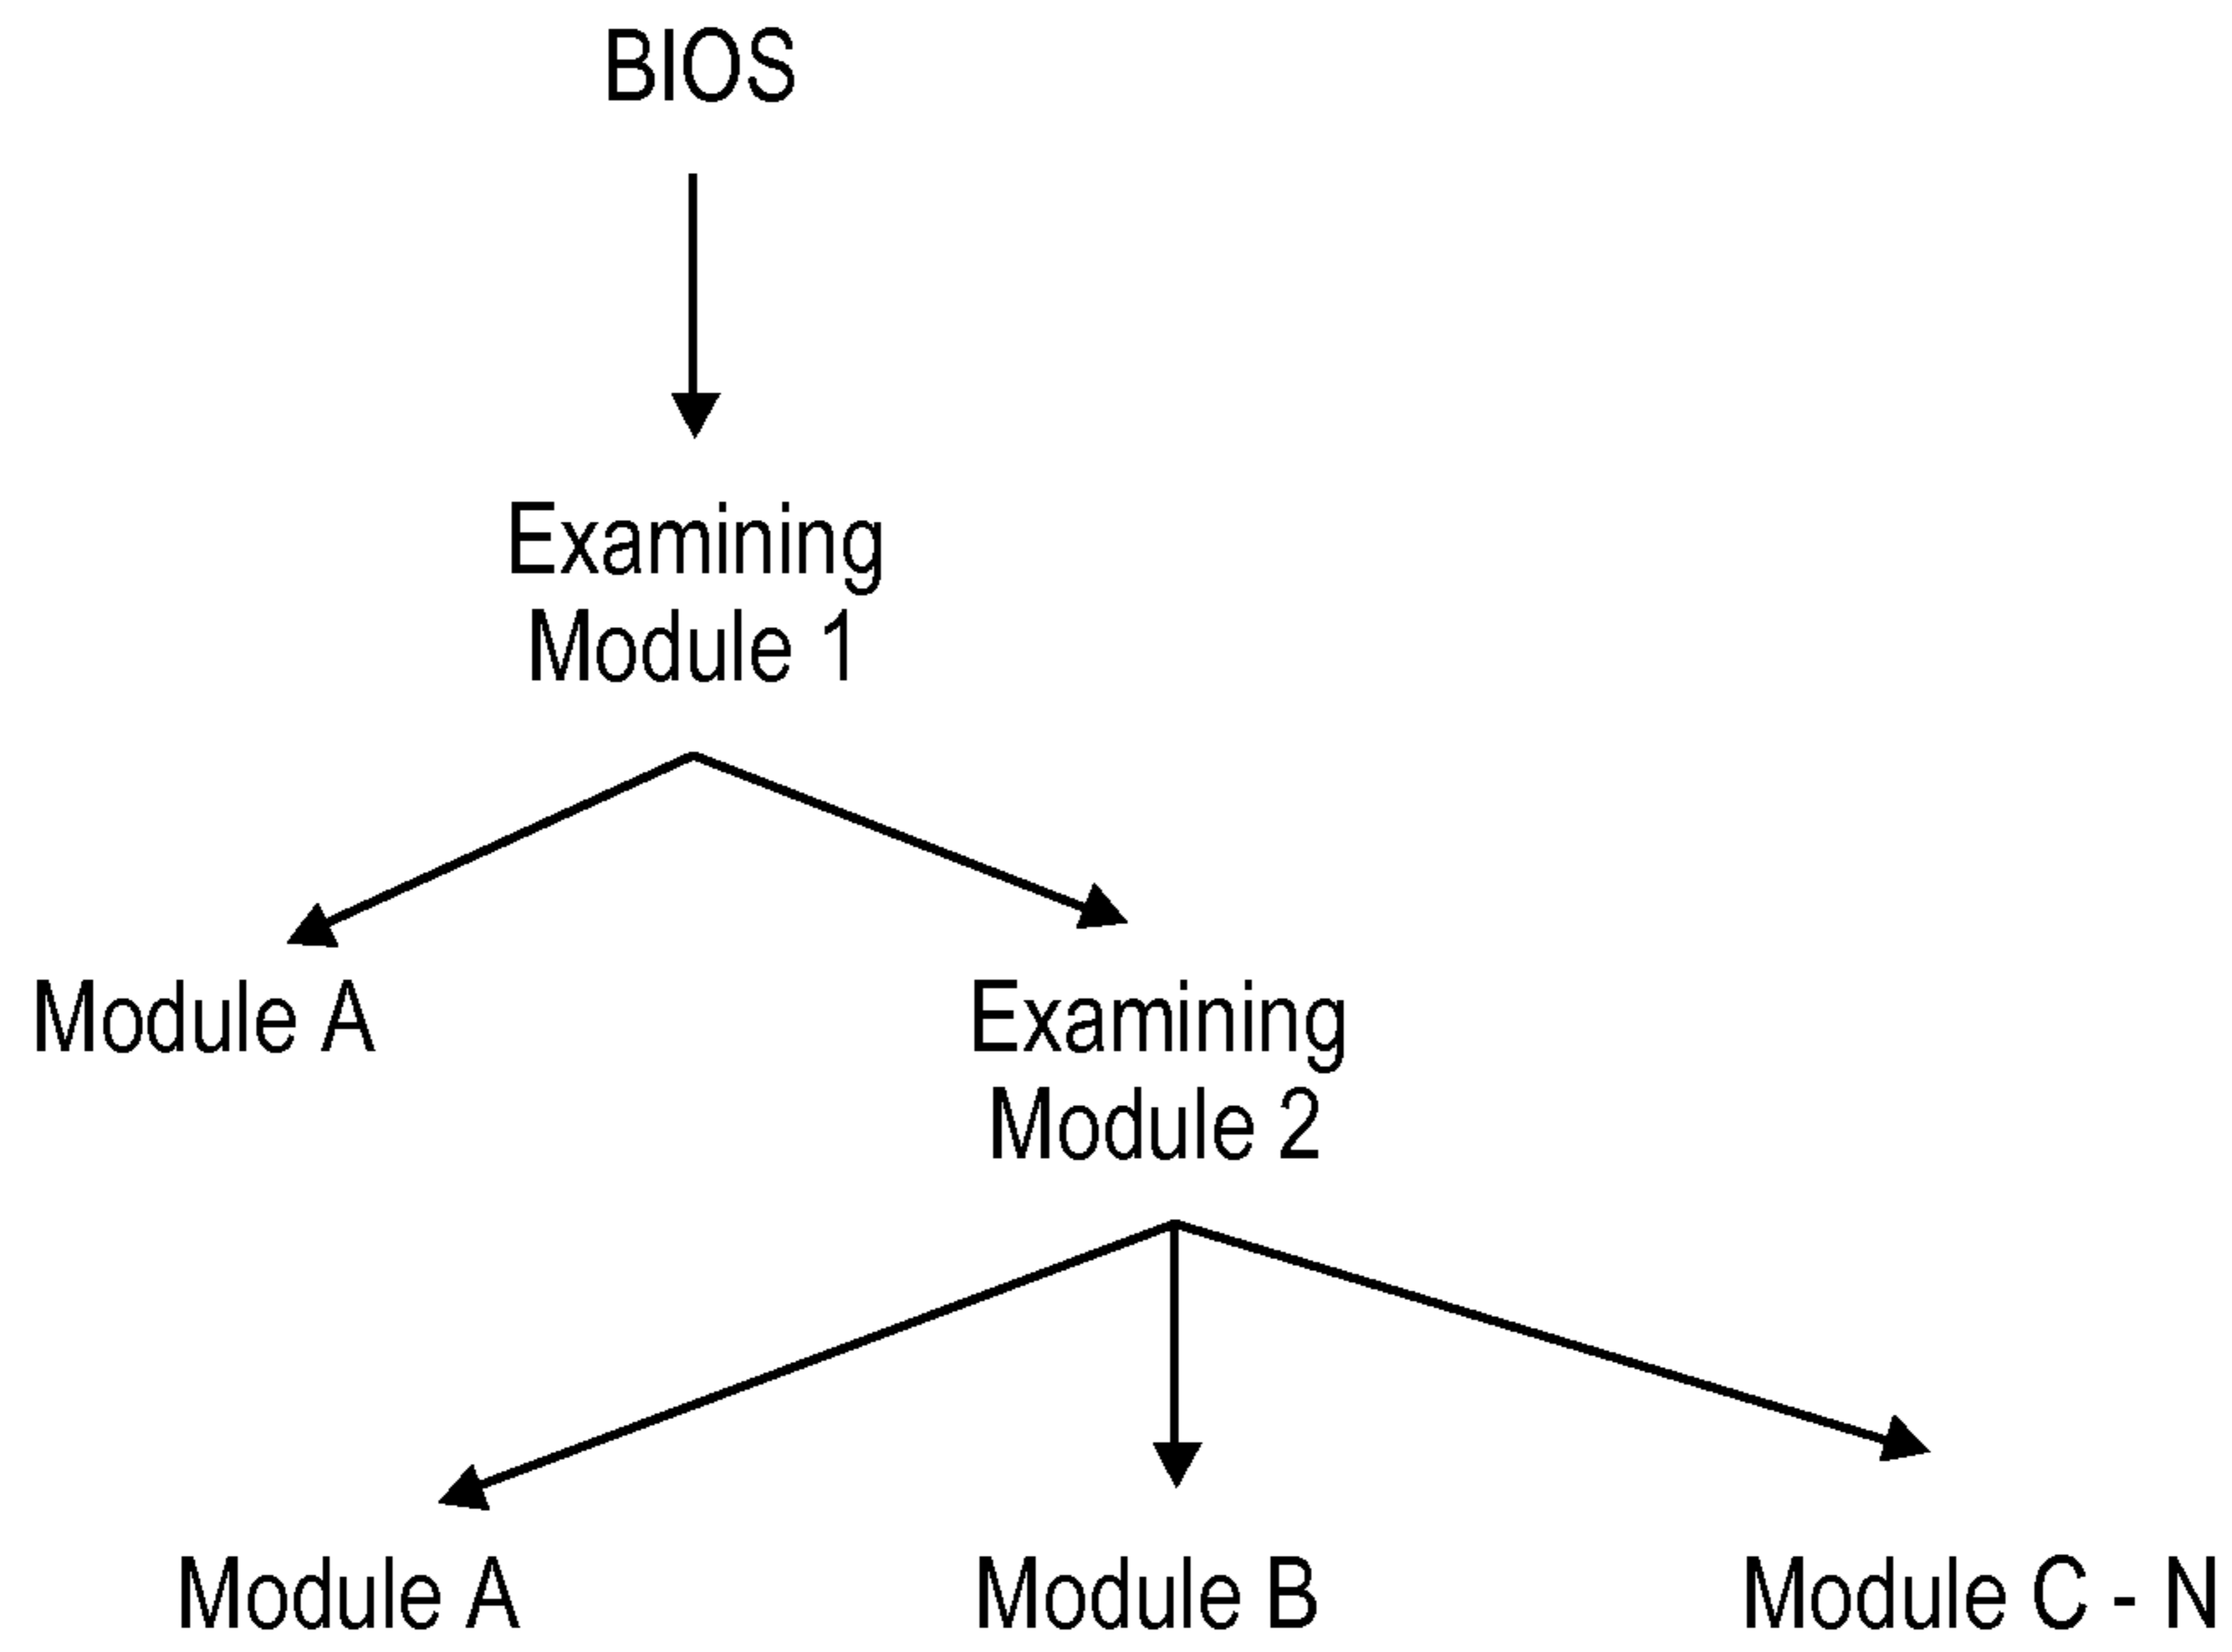 BIOS
Examining
Module 1
Module A
Examining
Module 2
Module A
Module B
Module C - N